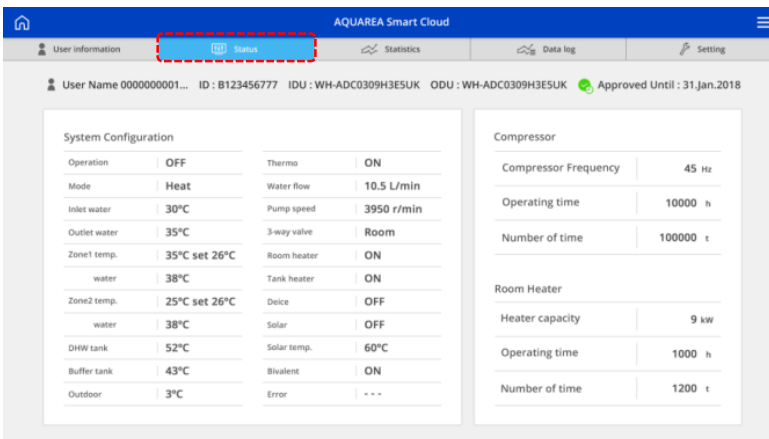 AQUAREA Smart Cloud
User information Status Statistics Data log Setting
User Name 0000000001... ID : B123456777 IDU : WH-ADC0309H3E5UK ODU : WH-ADC0309H3E5UK Approved Until : 31.Jan.2018
System Configuration
Operation OFF
Mode Heat
Inlet water 30°C
Outlet water 35°C
Zone1 temp. 35°C set 26°C
water 38°C
Zone2 temp. 25°C set 26°C
water 38°C
DHW tank 52°C
Buffer tank 43°C
Outdoor 3°C
Thermo ON
Water flow 10.5 L/min
Pump speed 3950 r/min
3-way valve Room
Room heater ON
Tank heater ON
Deice OFF
Solar OFF
Solar temp. 60°C
Bivalent ON
Error - - -
Compressor
Compressor Frequency 45 Hz
Operating time 10000 h
Number of time 100000 t
Room Heater
Heater capacity 9 kW
Operating time 1000 h
Number of time 1200 t